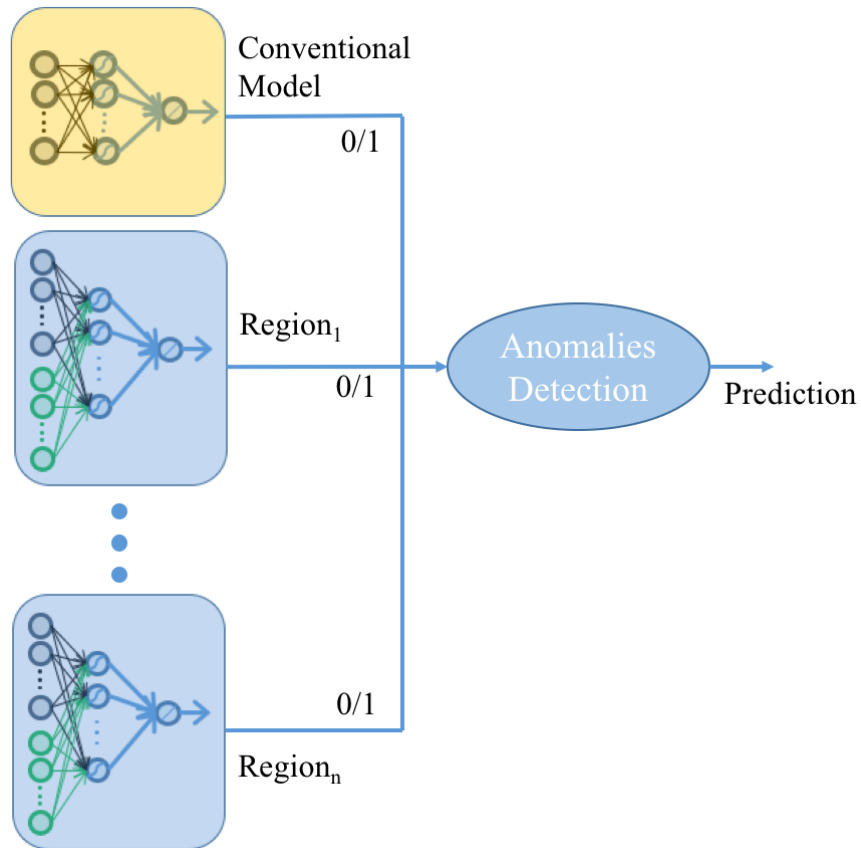 Conventional
Model
0/1
Region₁
0/1
Anomalies
Detection
Prediction
0/1
Regionₙ